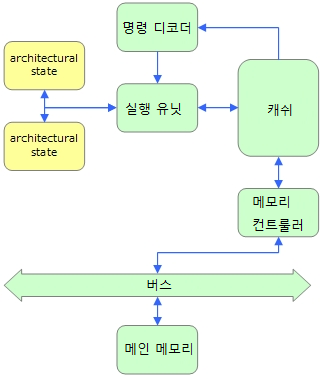 명령 디코더
architectural
state
실행 유닛
캐쉬
architectural
state
메모리
컨트롤러
버스
메인 메모리